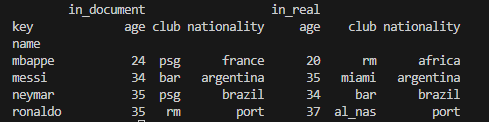 in_document in_real
key age club nationality age club nationality
name
mbappe 24 psg france 20 rm africa
messi 34 bar argentina 35 miami argentina
neymar 35 psg brazil 34 bar brazil
ronaldo 35 rm port 37 al_nas port